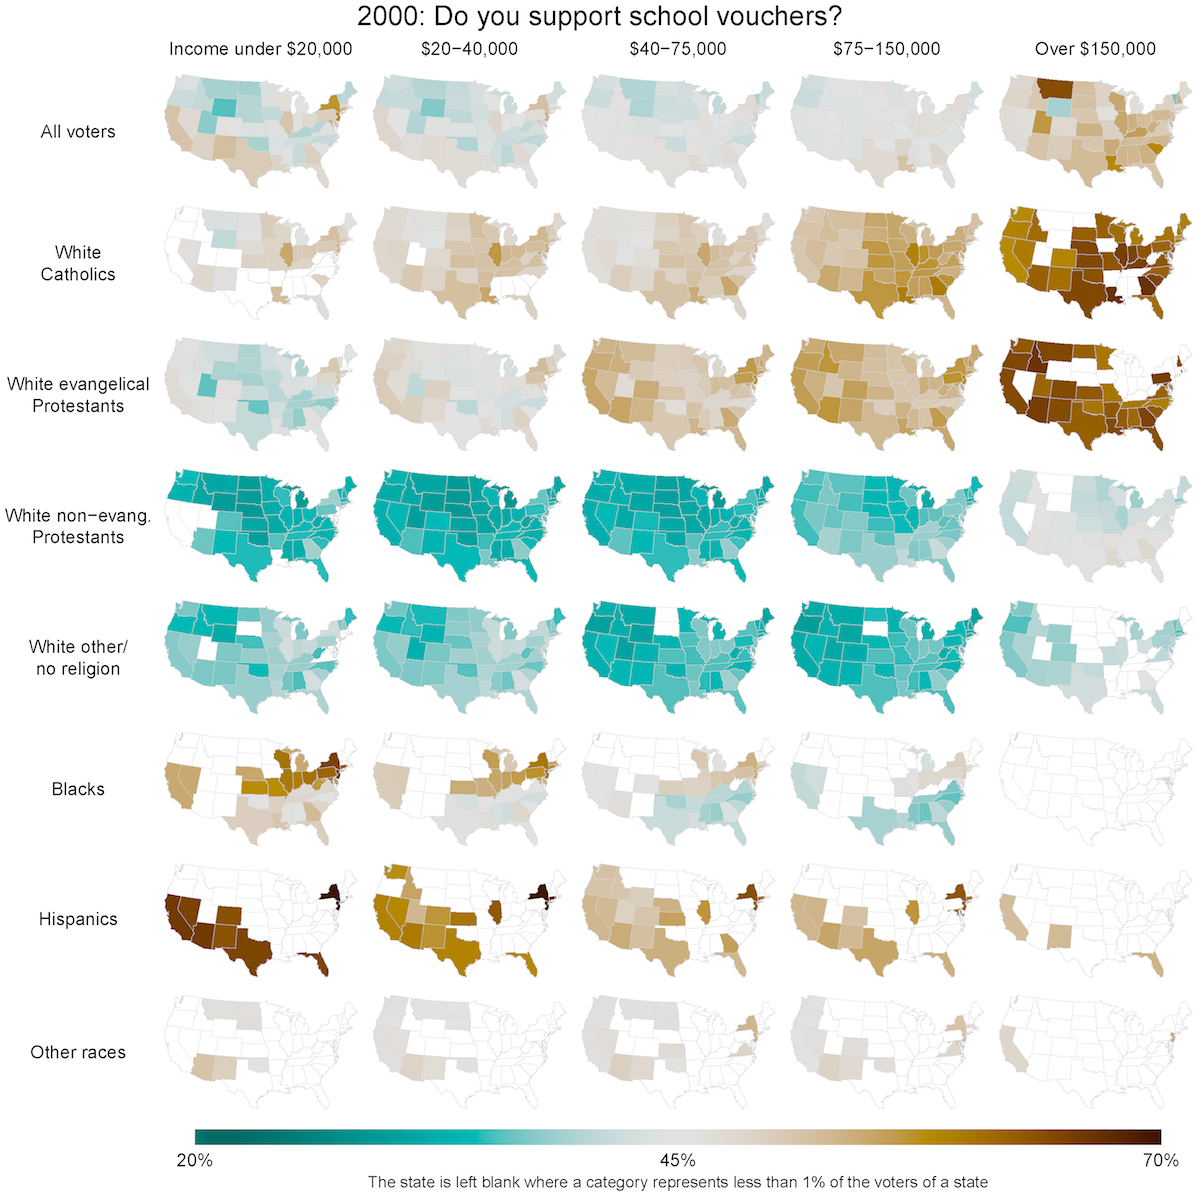 2000: Do you support school vouchers?
Income under $20,000
$20−40,000
$40−75,000
$75−150,000
Over $150,000
All voters
White
Catholics
White evangelical
Protestants
White non−evang.
Protestants
White other/
no religion
Blacks
Hispanics
Other races
20%
45%
70%
The state is left blank where a category represents less than 1% of the voters of a state